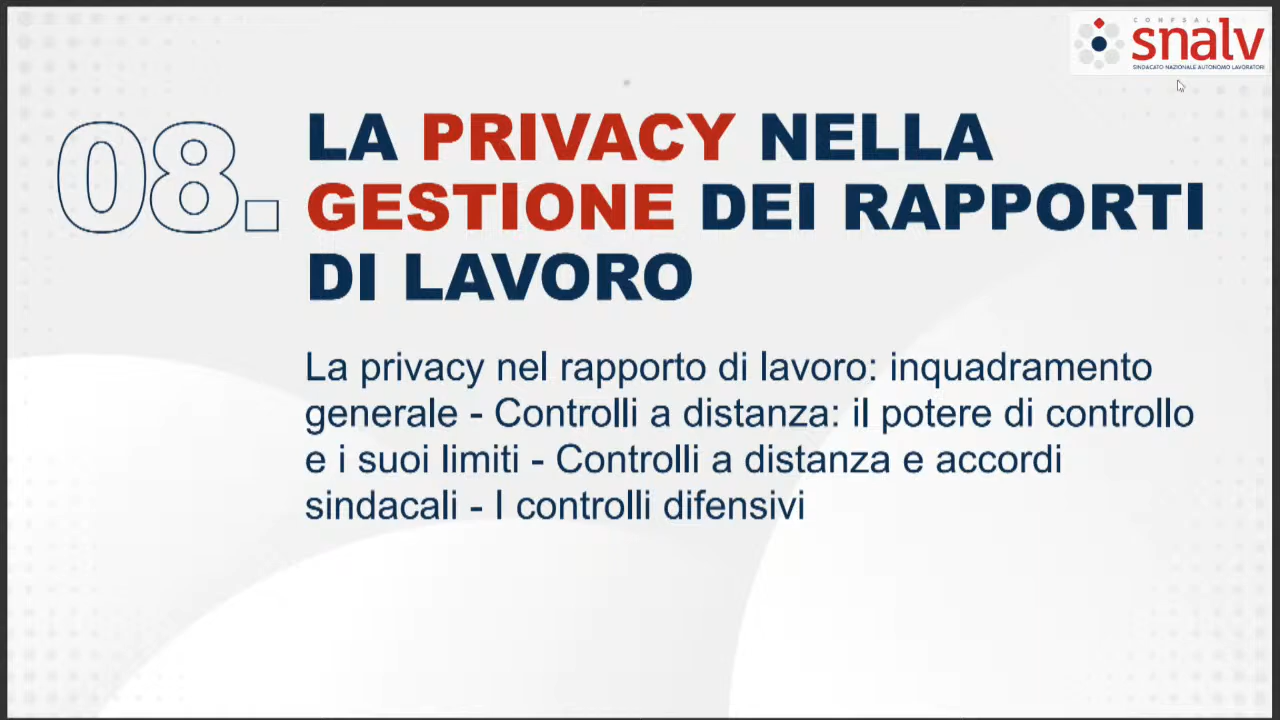 CONFSAL
snalv
SINDACATO NAZIONALE AUTONOMO LAVORATORI
08.
LA PRIVACY NELLA
GESTIONE DEI RAPPORTI
DI LAVORO
La privacy nel rapporto di lavoro: inquadramento
generale - Controlli a distanza: il potere di controllo
e i suoi limiti - Controlli a distanza e accordi
sindacali - I controlli difensivi